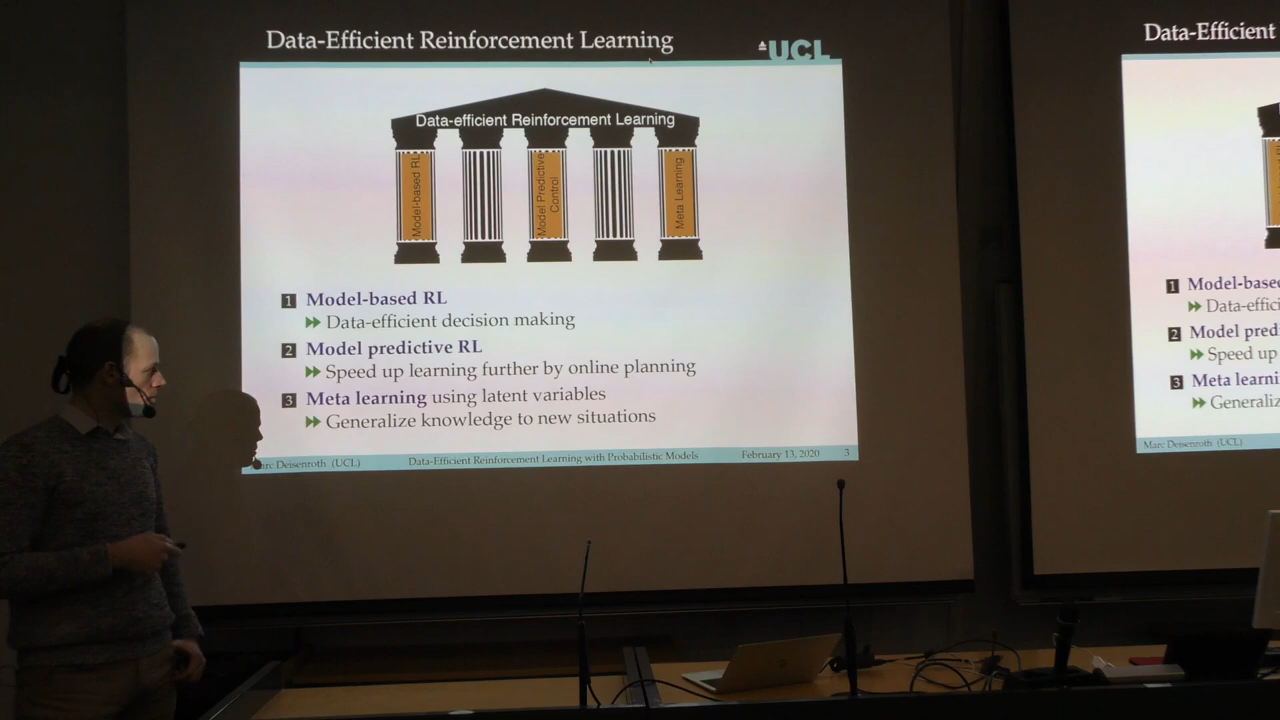 Data-Efficient Reinforcement Learning
UCL
Data-efficient Reinforcement Learning
Model-based RL
Model Predictive
Control
Meta Learning
1 Model-based RL
Data-efficient decision making
2 Model predictive RL
Speed up learning further by online planning
3 Meta learning using latent variables
Generalize knowledge to new situations
arc Deisenroth (UCL)
Data-Efficient Reinforcement Learning with Probabilistic Models
February 13, 2020
3
Data-Efficient
1 Model-based
Data-effici
2 Model pred
Speed up
3 Meta learni
Generaliz
Marc Deisenroth (UCL)